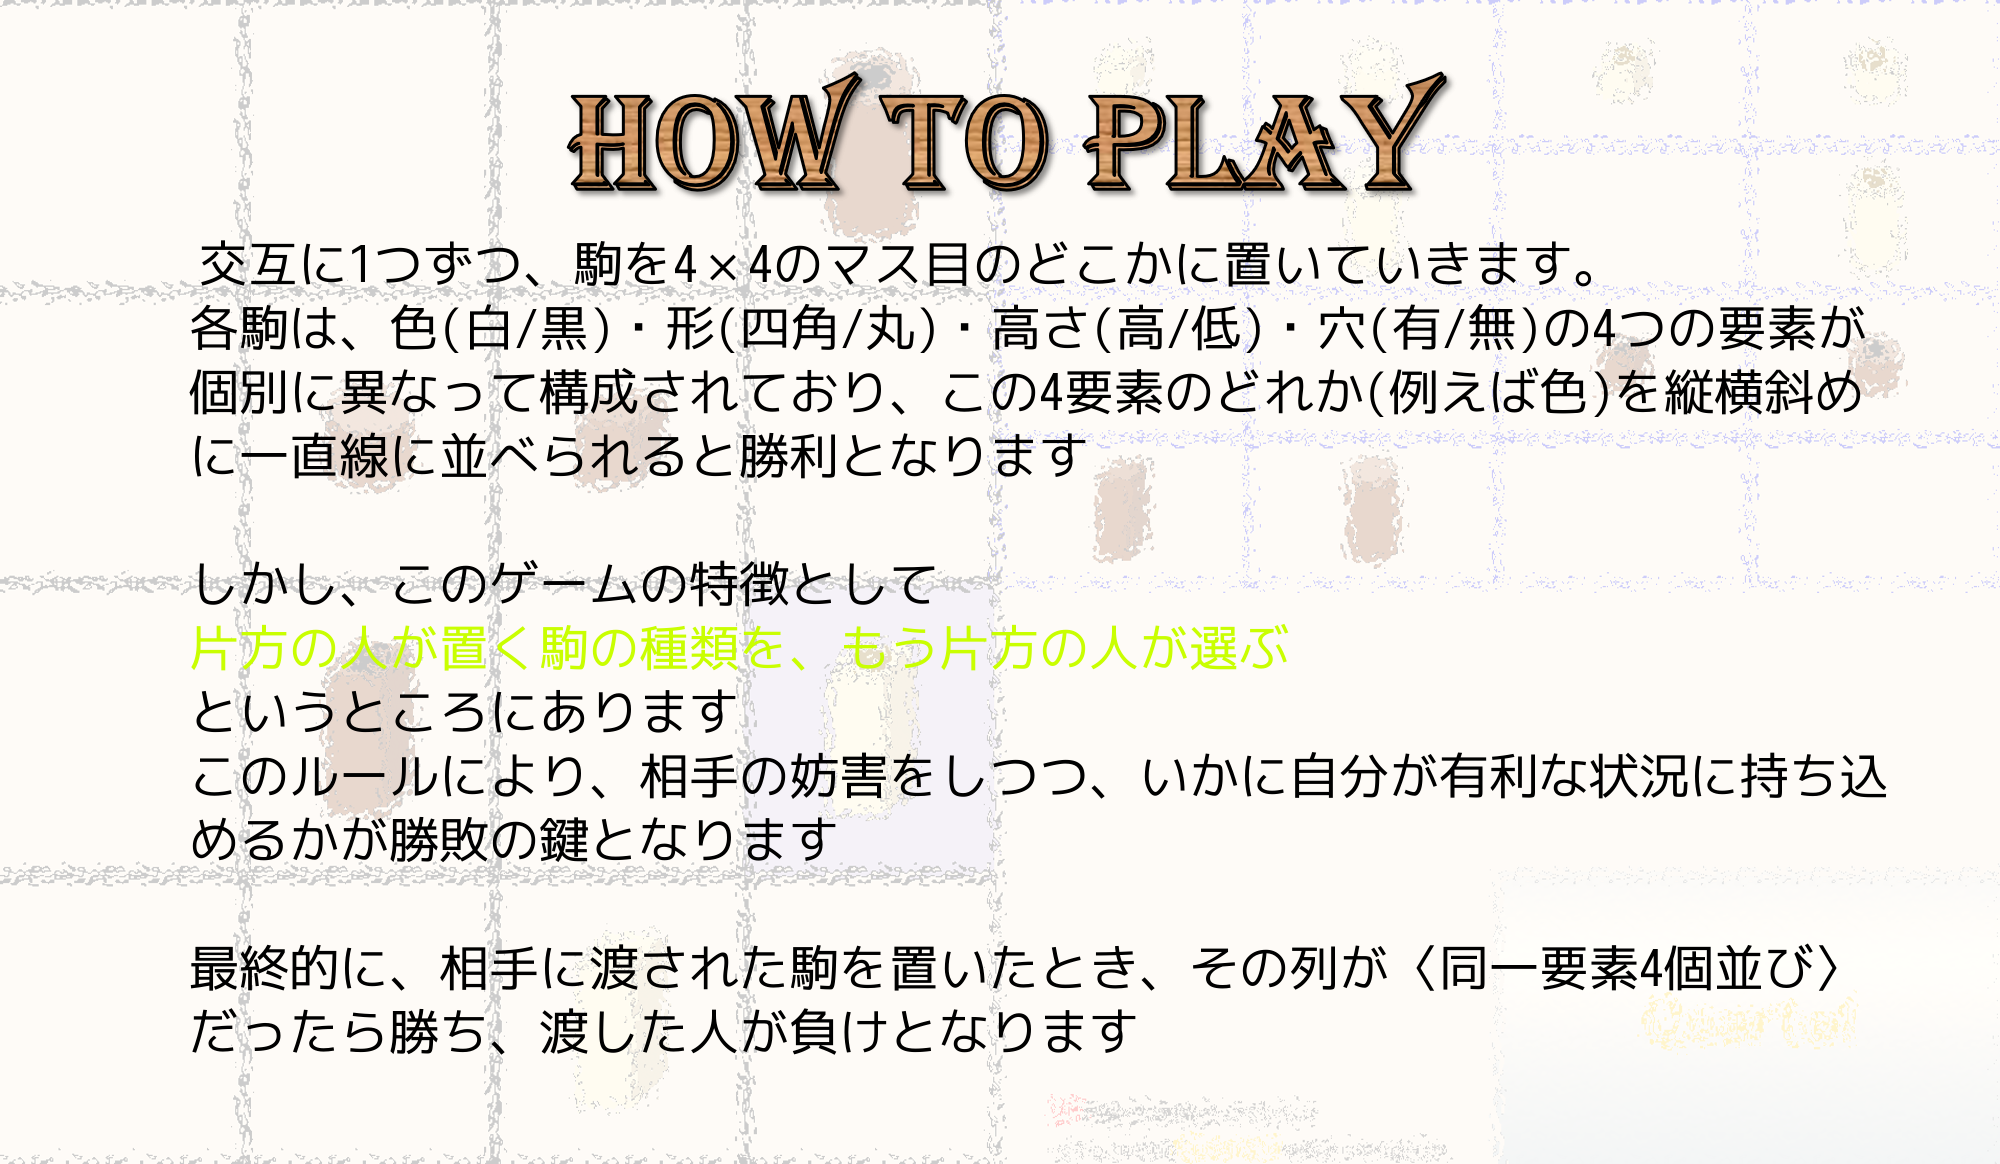 HOW TO PLAY
交互に1つずつ、駒を4×4のマス目のどこかに置いていきます。
各駒は、色(白/黒)・形(四角/丸)・高さ(高/低)・穴(有/無)の4つの要素が
個別に異なって構成されており、この4要素のどれか(例えば色)を縦横斜め
に一直線に並べられると勝利となります
しかし、このゲームの特徴として
片方の人が置く駒の種類を、もう片方の人が選ぶ
というところにあります
このルールにより、相手の妨害をしつつ、いかに自分が有利な状況に持ち込
めるかが勝敗の鍵となります
最終的に、相手に渡された駒を置いたとき、その列が〈同一要素4個並び〉
だったら勝ち、渡した人が負けとなります